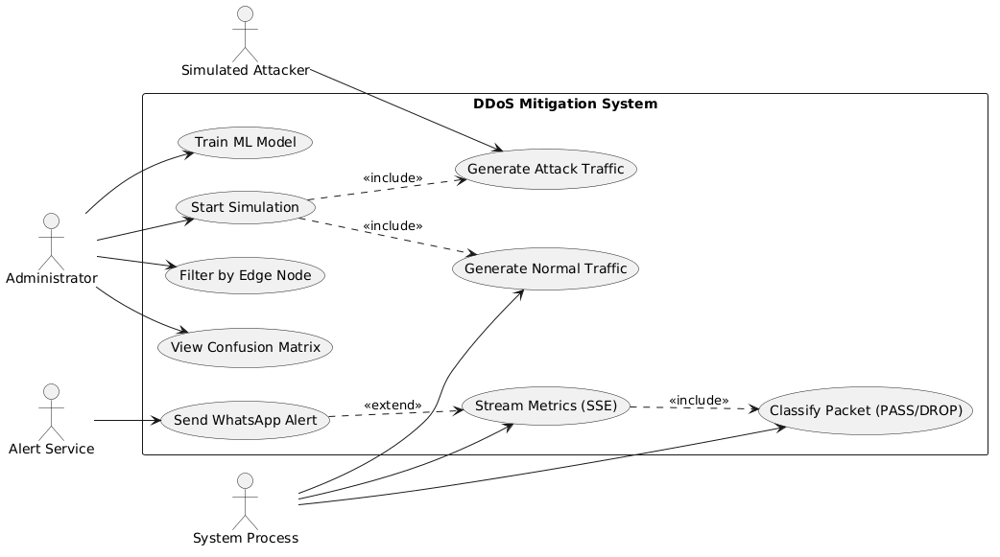 Simulated Attacker
DDoS Mitigation System
Train ML Model
Generate Attack Traffic
«include»
Start Simulation
«include»
Administrator
Filter by Edge Node
Generate Normal Traffic
View Confusion Matrix
Alert Service
Send WhatsApp Alert
«extend»
Stream Metrics (SSE)
«include»
Classify Packet (PASS/DROP)
System Process